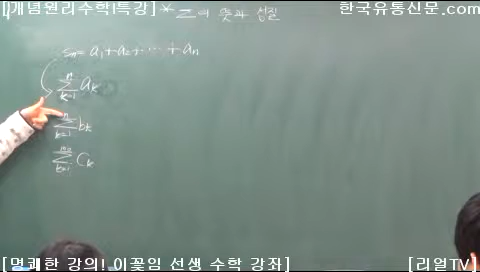 [개념원리수학!특강] * Σ의 뜻과 성질 한국유통신문.com
Sn = a₁+a₂+ ⋯ +aₙ
∑_{k=1}^{n} aₖ
∑_{k=1}^{n} bₖ
∑_{k=1}^{100} Cₖ
[명쾌한 강의! 이꽃임 선생 수학 강좌] [리얼TV]